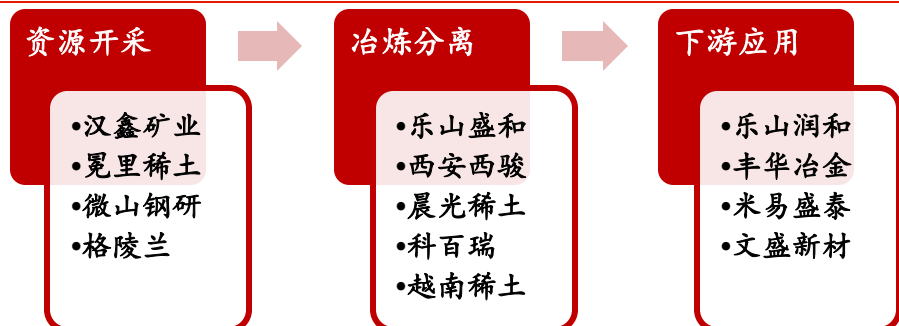 资源开采
•汉鑫矿业
•冕里稀土
•微山钢研
•格陵兰
冶炼分离
•乐山盛和
•西安西骏
•晨光稀土
•科百瑞
•越南稀土
下游应用
•乐山润和
•丰华冶金
•米易盛泰
•文盛新材